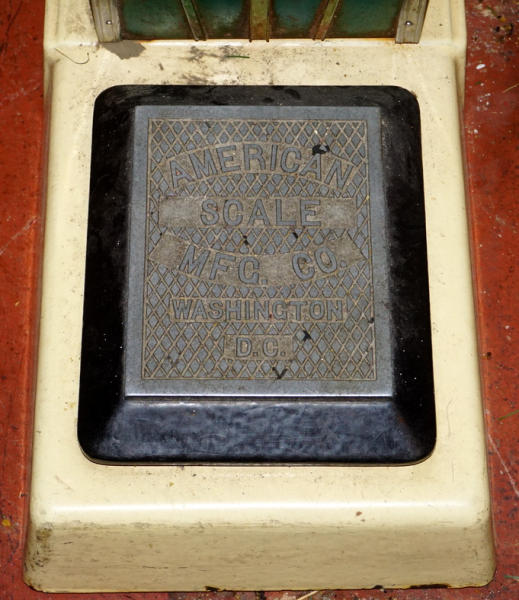 AMERICAN
SCALE
MFG. CO.
WASHINGTON
D.C.